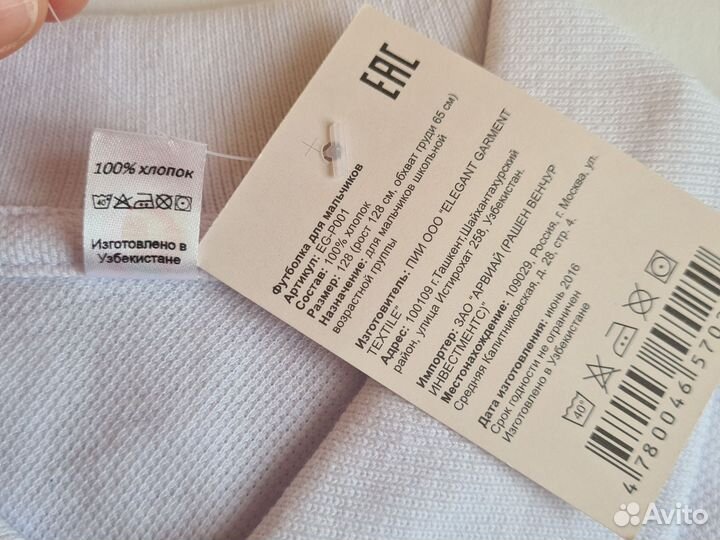 100% хлопок
40°
Изготовлено в
Узбекистане
EAC
Футболка для мальчиков
Артикул: EG-P001
Состав: 100% хлопок
Размер: 128 (рост 128 см, обхват груди 65 см)
Назначение: для мальчиков школьной
возрастной группы
Изготовитель: ПИИ ООО "ELEGANT GARMENT
TEXTILE"
Адрес: 100109 г.Ташкент,Шайхантахурский
район, улица Истирохат 258, Узбекистан.
Импортер: ЗАО "АРВИАЙ (РАШЕН ВЕНЧУР
ИНВЕСТМЕНТС)"
Местонахождение: 109029, Россия, г. Москва, ул.
Средняя Калитниковская, д. 28, стр. 4.
Дата изготовления: июнь 2016
Срок годности не ограничен
Изготовлено в Узбекистане
40°
4 780046 570
Avito